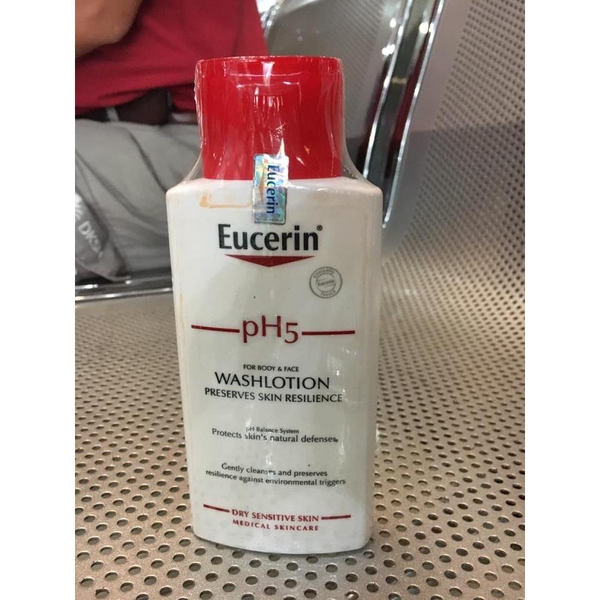 Eucerin
Eucerin®
pH5
FOR BODY & FACE
WASHLOTION
PRESERVES SKIN RESILIENCE
pH Balance System
Protects skin's natural defenses,
Gently cleanses and preserves
resilience against environmental triggers
DRY SENSITIVE SKIN
MEDICAL SKINCARE